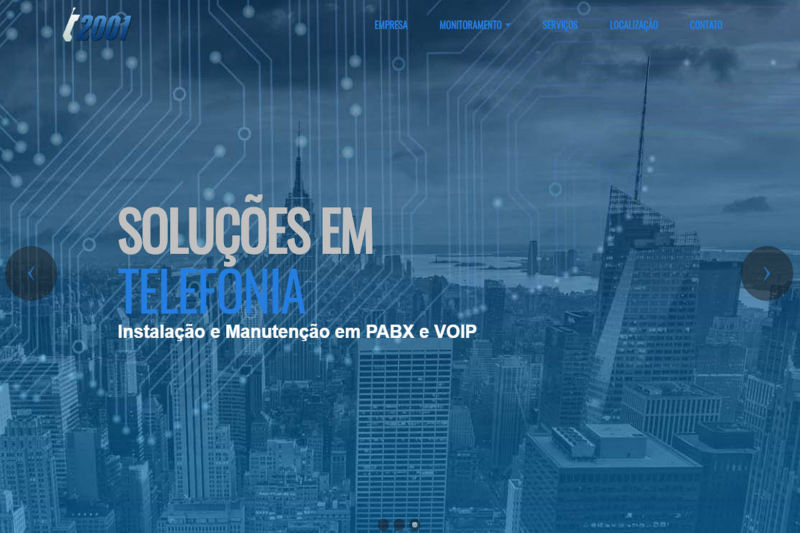 2001
EMPRESA
MONITORAMENTO
SERVIÇOS
LOCALIZAÇÃO
CONTATO
SOLUÇÕES EM
TELEFONIA
Instalação e Manutenção em PABX e VOIP